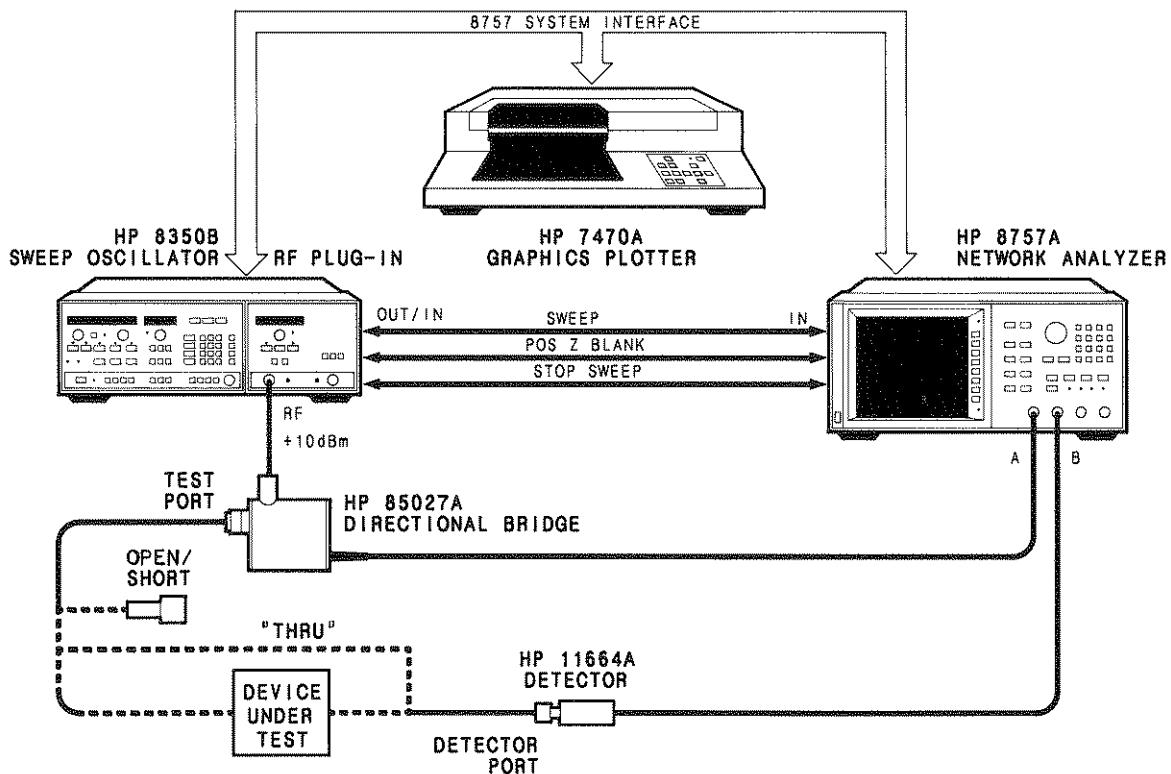 8757 SYSTEM INTERFACE
HP 8350B
SWEEP OSCILLATOR
RF PLUG-IN
HP 7470A
GRAPHICS PLOTTER
HP 8757A
NETWORK ANALYZER
OUT/IN
SWEEP
IN
POS Z BLANK
STOP SWEEP
RF
+10dBm
A
B
TEST
PORT
HP 85027A
DIRECTIONAL BRIDGE
OPEN/
SHORT
"THRU"
HP 11664A
DETECTOR
DEVICE
UNDER
TEST
DETECTOR
PORT